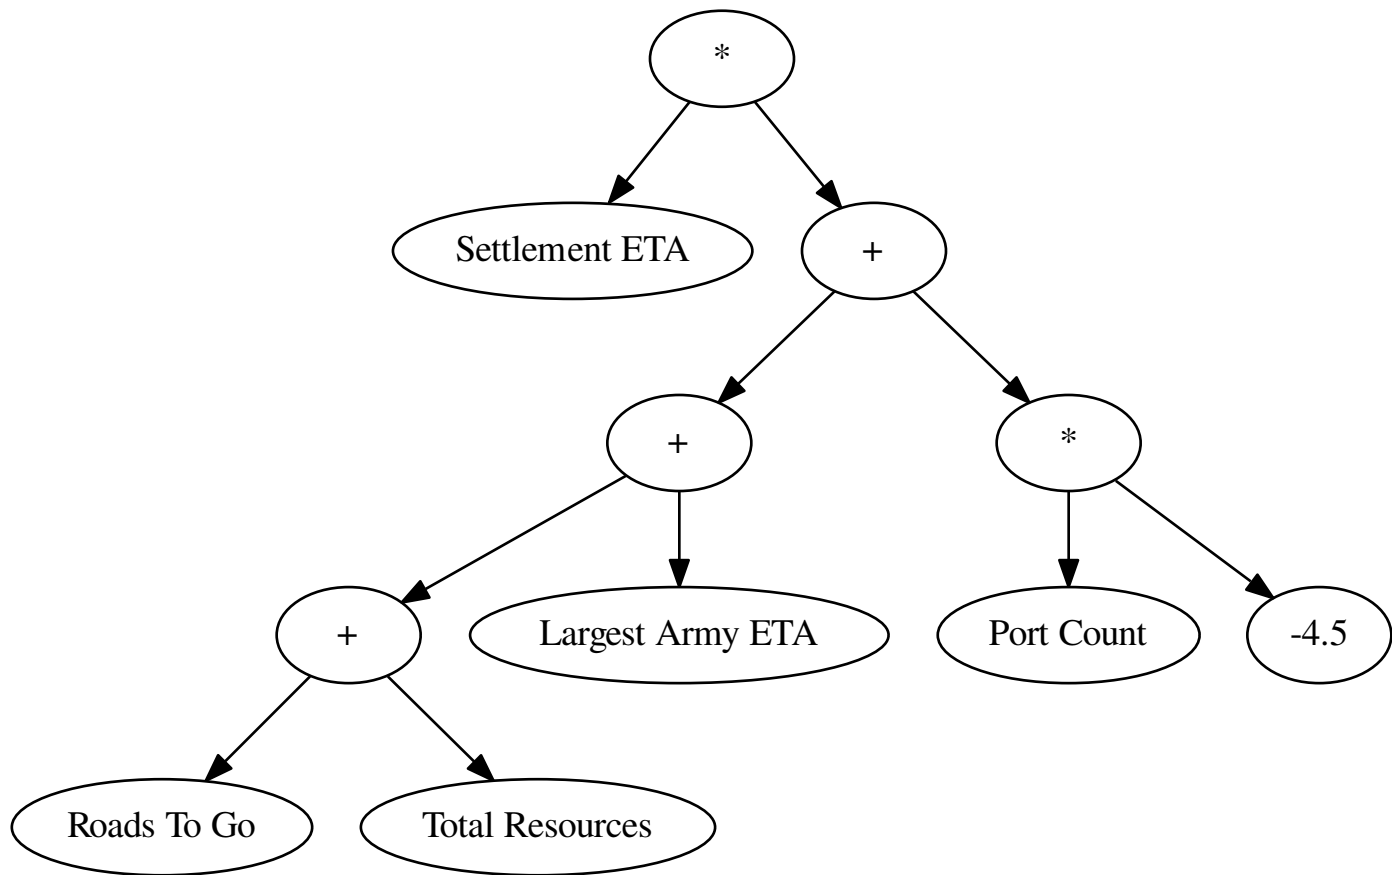 *
Settlement ETA
+
+
*
+
Largest Army ETA
Port Count
-4.5
Roads To Go
Total Resources